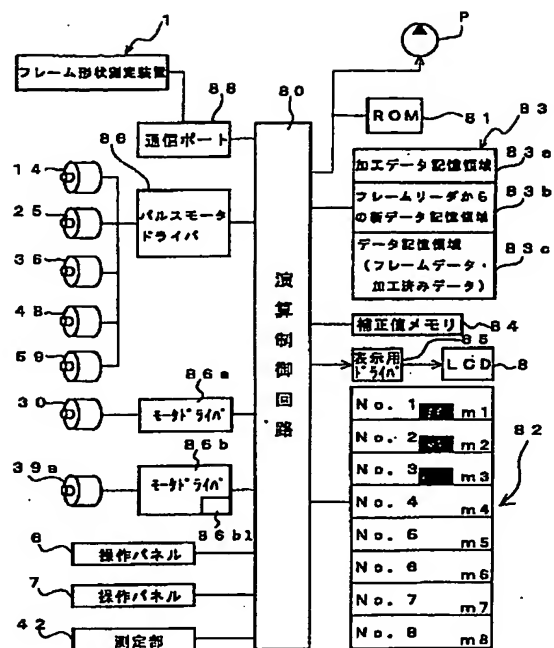 1
フレーム形状測定装置
88
通信ポート
86
パルスモータ
ドライバ
14
25
36
48
59
30
86a
モータドライバ
39a
86b
モータドライバ
86b1
6
操作パネル
7
操作パネル
42
測定部
80
演算制御回路
P
ROM
81
83
加工データ記憶領域
83a
フレームリーダから
の新データ記憶領域
83b
データ記憶領域
(フレームデータ・
加工済みデータ)
83c
補正値メモリ
84
表示用
ドライバ
85
LCD
8
No. 1 m1
No. 2 m2
No. 3 m3
No. 4 m4
No. 5 m5
No. 6 m6
No. 7 m7
No. 8 m8
82